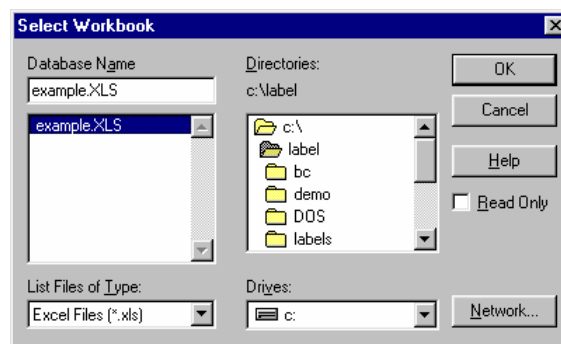 Select Workbook
Database Name
example.XLS
example.XLS
List Files of Type:
Excel Files (*.xls)
Directories:
c:\label
c:\
label
bc
demo
DOS
labels
Drives:
c:
OK
Cancel
Help
Read Only
Network...